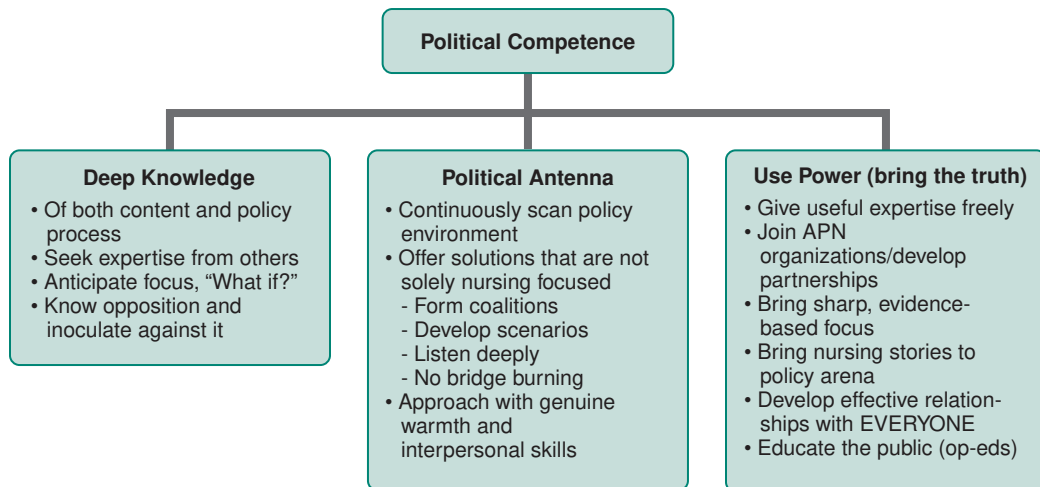 Political Competence
Deep Knowledge
• Of both content and policy
process
• Seek expertise from others
• Anticipate focus, “What if?”
• Know opposition and
inoculate against it
Political Antenna
• Continuously scan policy
environment
• Offer solutions that are not
solely nursing focused
- Form coalitions
- Develop scenarios
- Listen deeply
- No bridge burning
• Approach with genuine
warmth and
interpersonal skills
Use Power (bring the truth)
• Give useful expertise freely
• Join APN
organizations/develop
partnerships
• Bring sharp, evidence-
based focus
• Bring nursing stories to
policy arena
• Develop effective relation-
ships with EVERYONE
• Educate the public (op-eds)